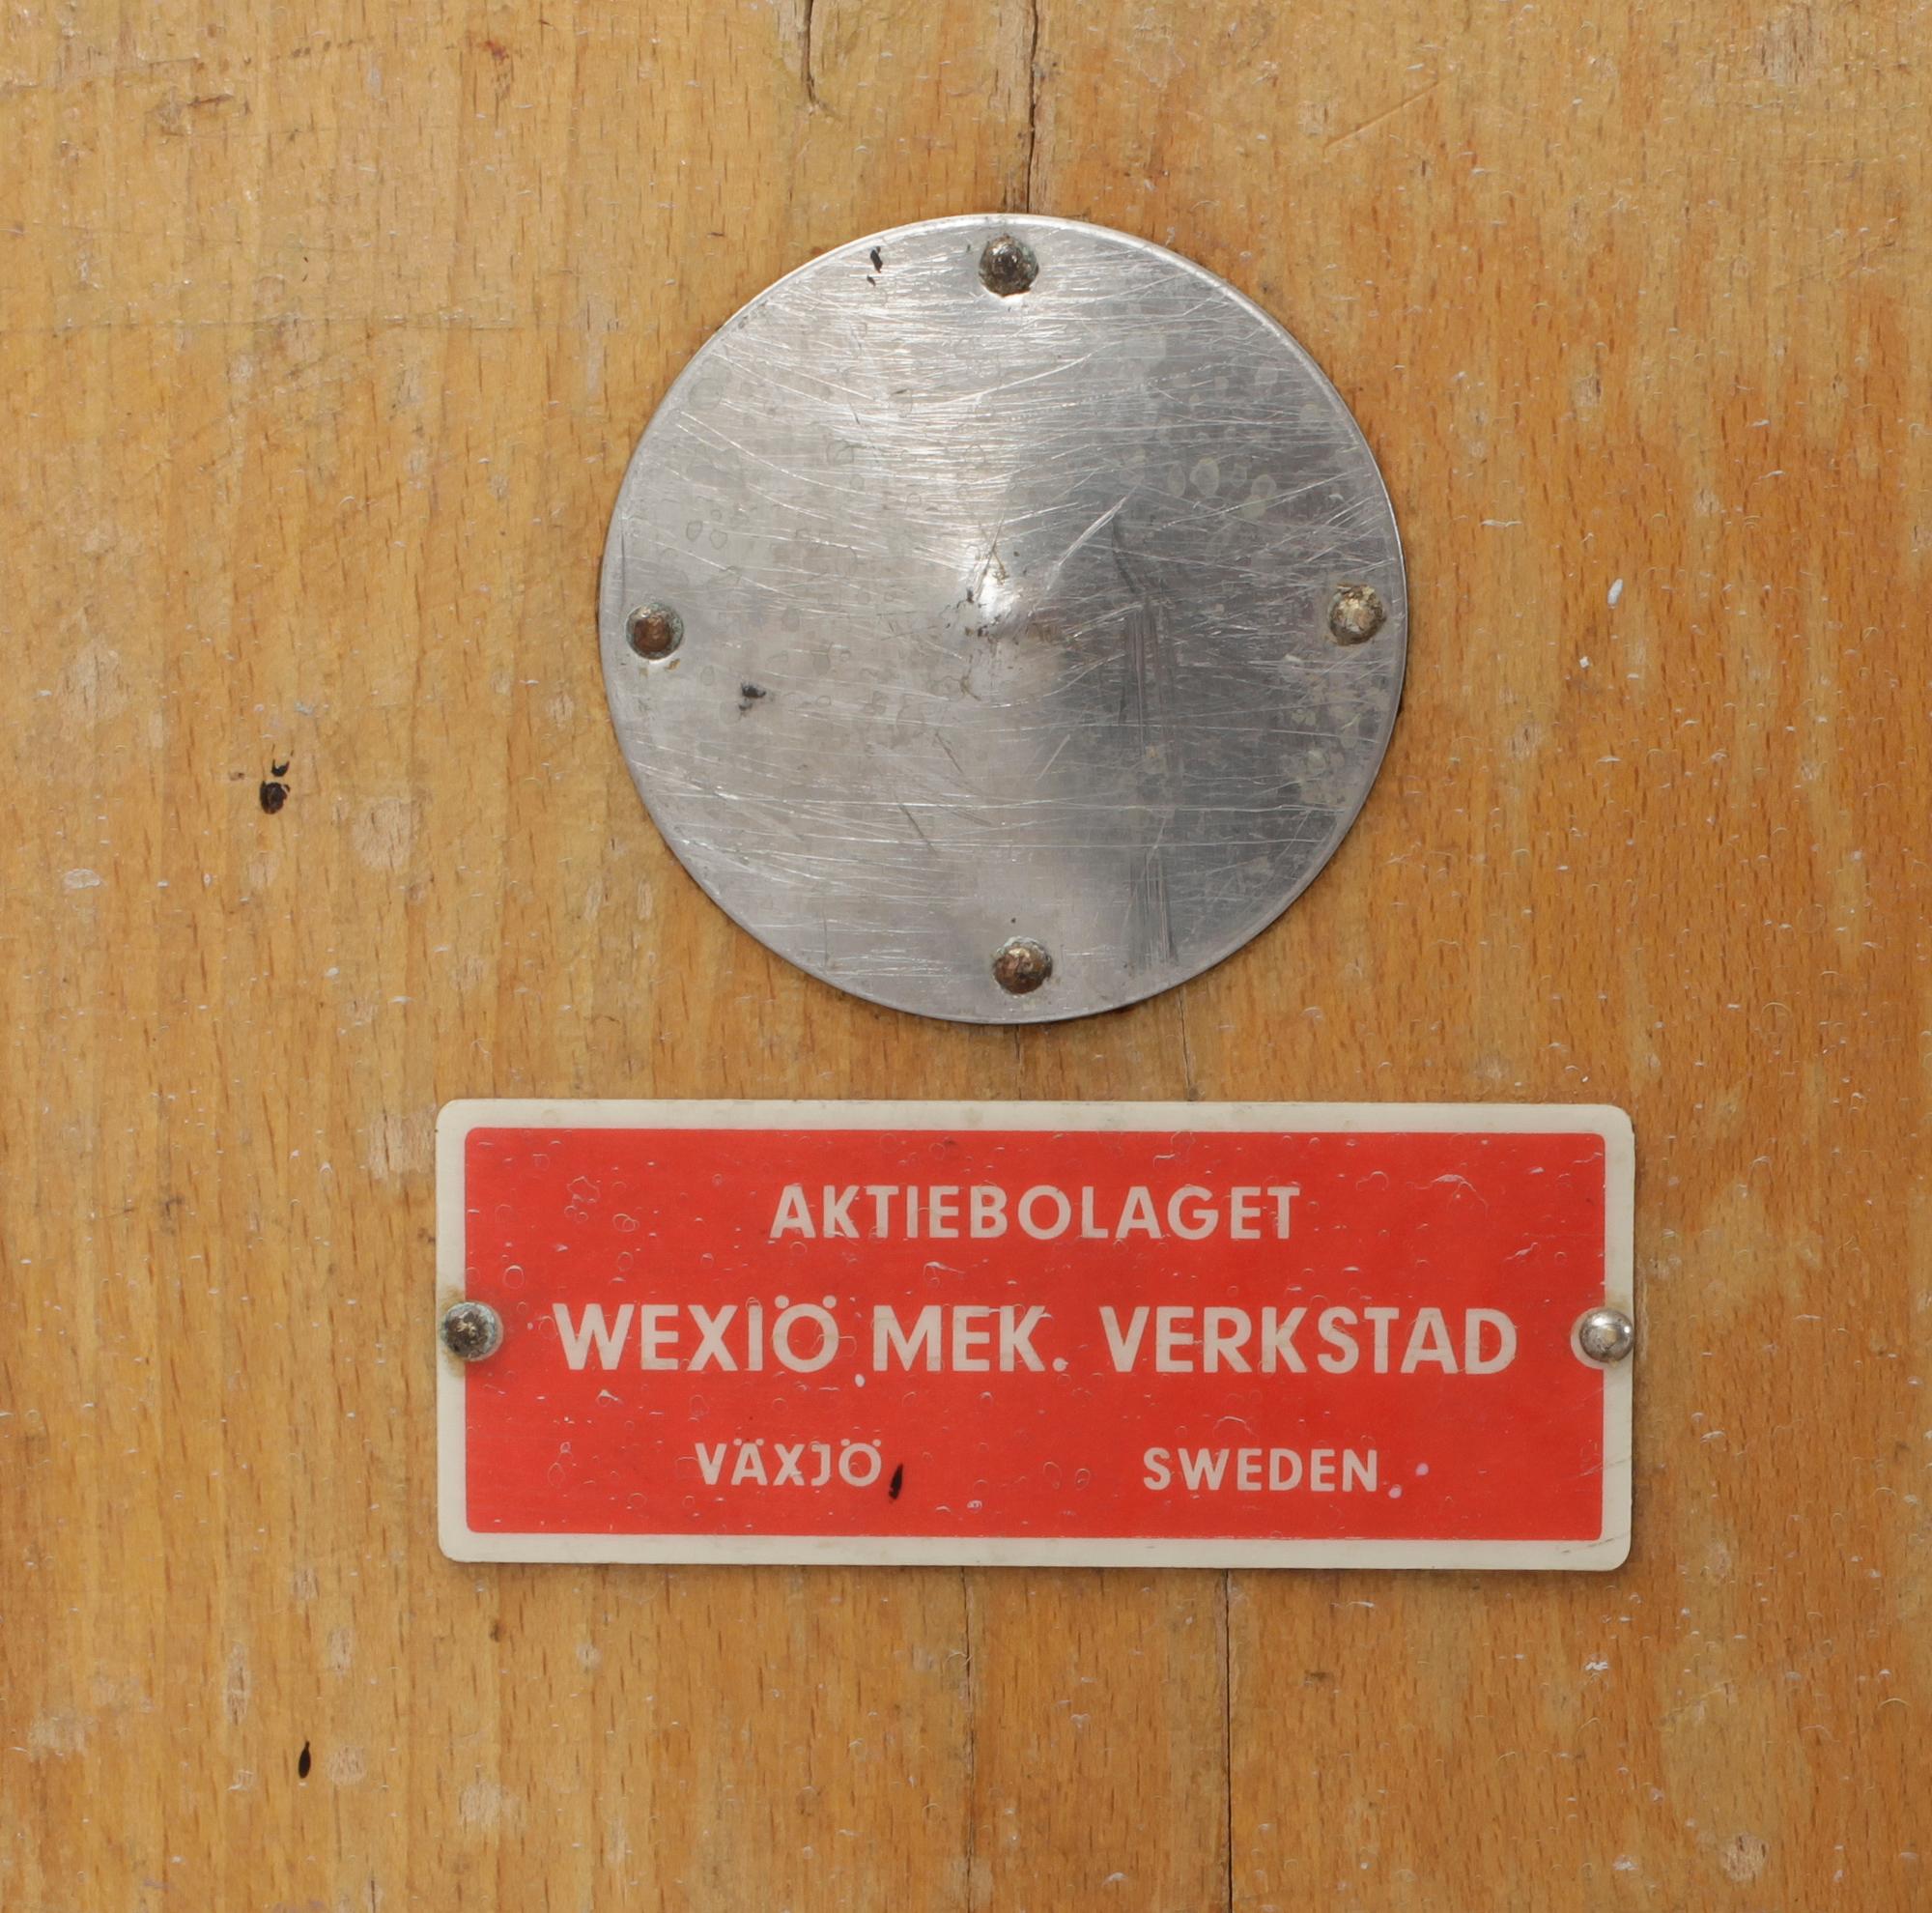 AKTIEBOLAGET
WEXIÖ MEK. VERKSTAD
VÄXJÖ SWEDEN